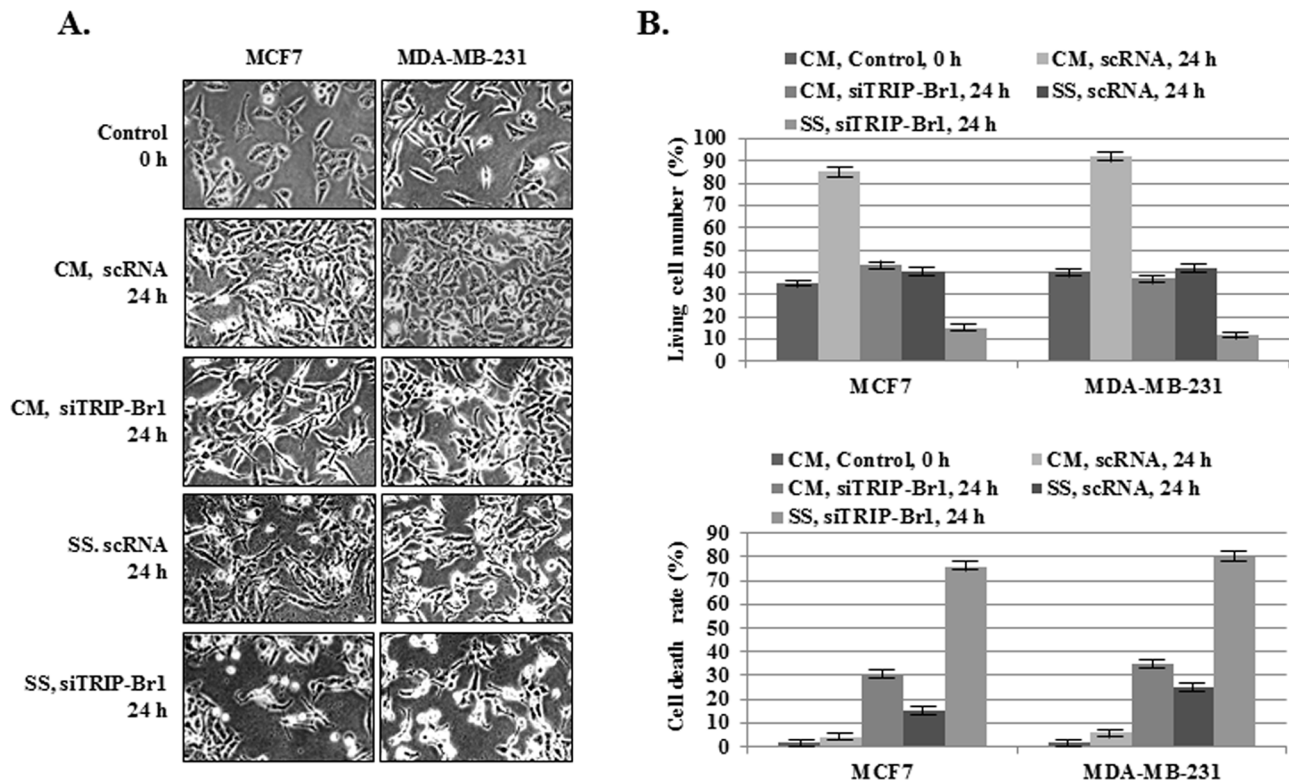 A.
MCF7 MDA-MB-231
Control
0 h
CM, scRNA
24 h
CM, siTRIP-Br1
24 h
SS. scRNA
24 h
SS, siTRIP-Br1
24 h
B.
CM, Control, 0 h CM, scRNA, 24 h
CM, siTRIP-Br1, 24 h SS, scRNA, 24 h
SS, siTRIP-Br1, 24 h
Living cell number (%)
100
90
80
70
60
50
40
30
20
10
0
MCF7 MDA-MB-231
CM, Control, 0 h CM, scRNA, 24 h
CM, siTRIP-Br1, 24 h SS, scRNA, 24 h
SS, siTRIP-Br1, 24 h
Cell death rate (%)
90
80
70
60
50
40
30
20
10
0
MCF7 MDA-MB-231